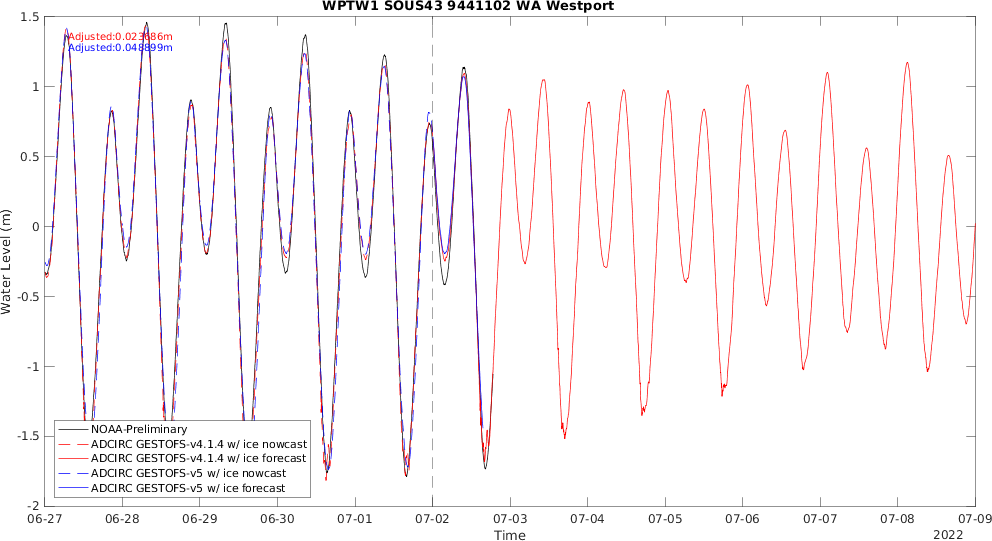 WPTW1 SOUS43 9441102 WA Westport
1.5
1
0.5
0
-0.5
-1
-1.5
-2
Water Level (m)
Adjusted:0.023686m
Adjusted:0.048899m
NOAA-Preliminary
ADCIRC GESTOFS-v4.1.4 w/ ice nowcast
ADCIRC GESTOFS-v4.1.4 w/ ice forecast
ADCIRC GESTOFS-v5 w/ ice nowcast
ADCIRC GESTOFS-v5 w/ ice forecast
06-27 06-28 06-29 06-30 07-01 07-02 07-03 07-04 07-05 07-06 07-07 07-08 07-09
Time
2022